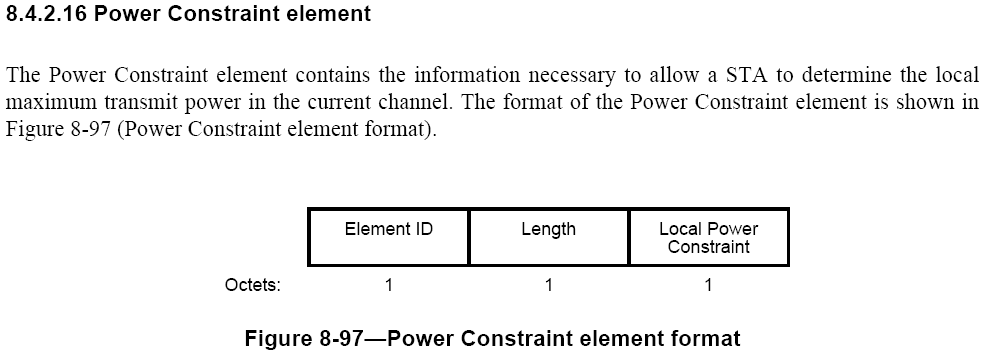 8.4.2.16 Power Constraint element
The Power Constraint element contains the information necessary to allow a STA to determine the local
maximum transmit power in the current channel. The format of the Power Constraint element is shown in
Figure 8-97 (Power Constraint element format).
Element ID Length Local Power
Constraint
Octets: 1 1 1
Figure 8-97—Power Constraint element format